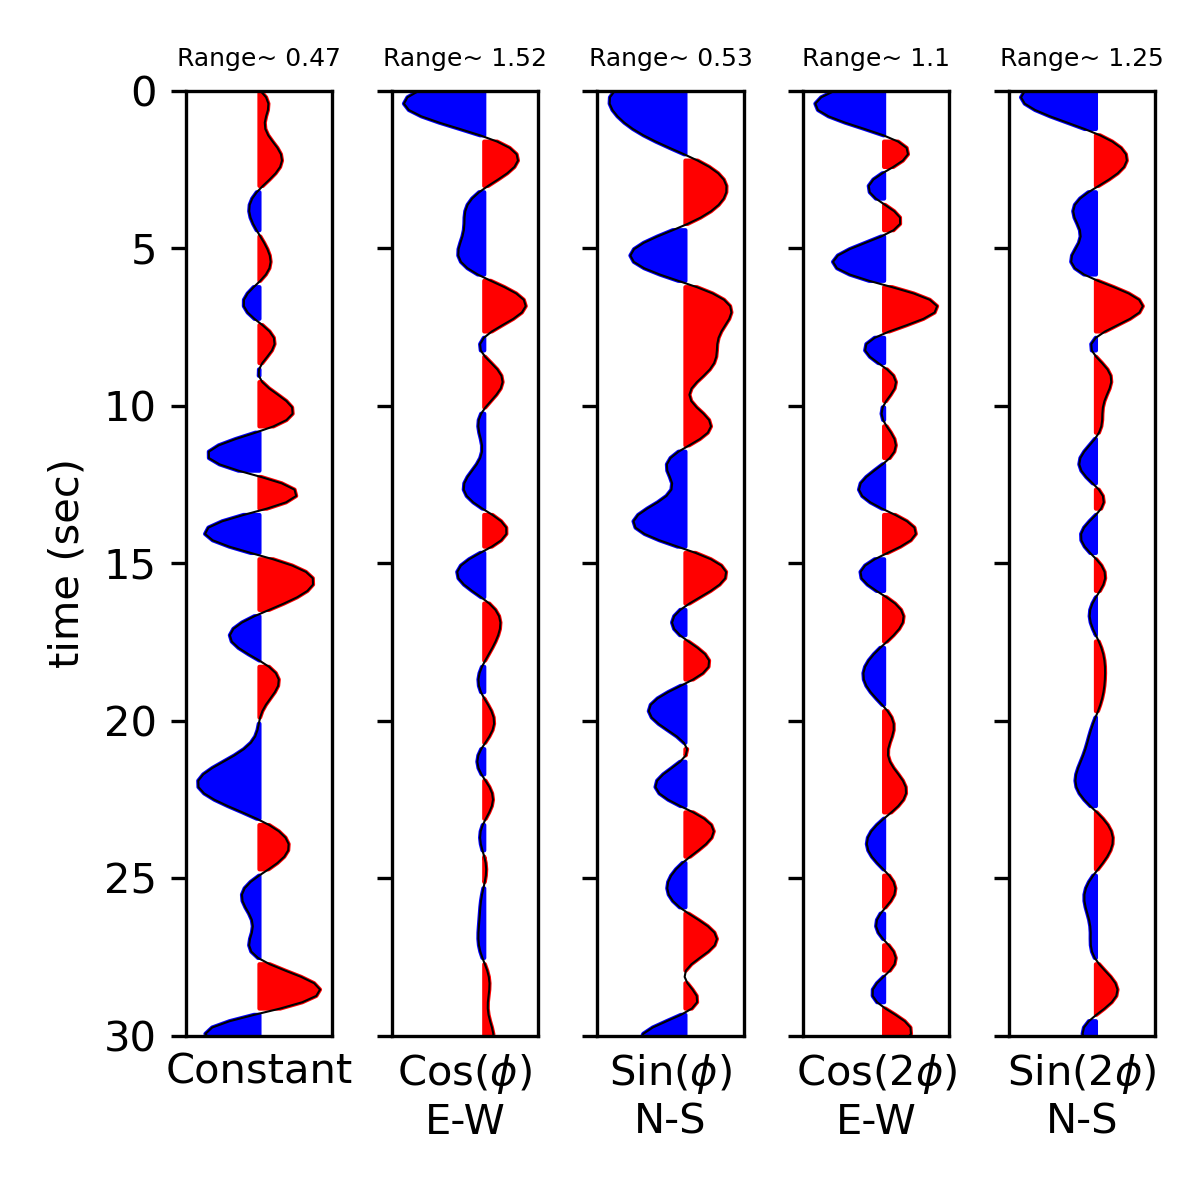 Range~ 0.47 Range~ 1.52 Range~ 0.53 Range~ 1.1 Range~ 1.25
0
5
10
15
20
25
30
time (sec)
Constant Cos(ϕ) Sin(ϕ) Cos(2ϕ) Sin(2ϕ)
E-W N-S E-W N-S